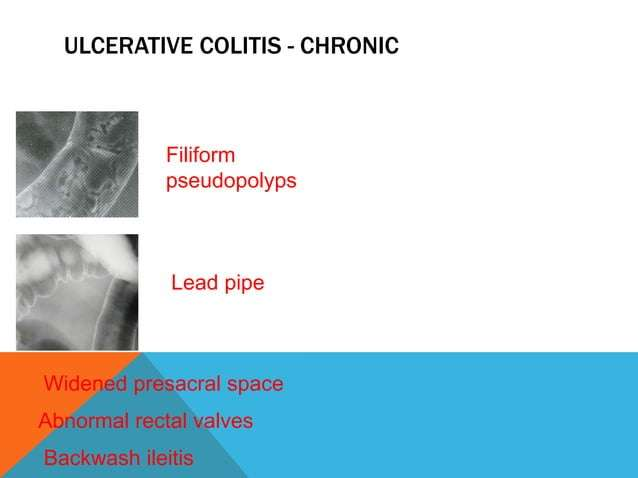 ULCERATIVE COLITIS - CHRONIC
Filiform
pseudopolyps
Lead pipe
Widened presacral space
Abnormal rectal valves
Backwash ileitis